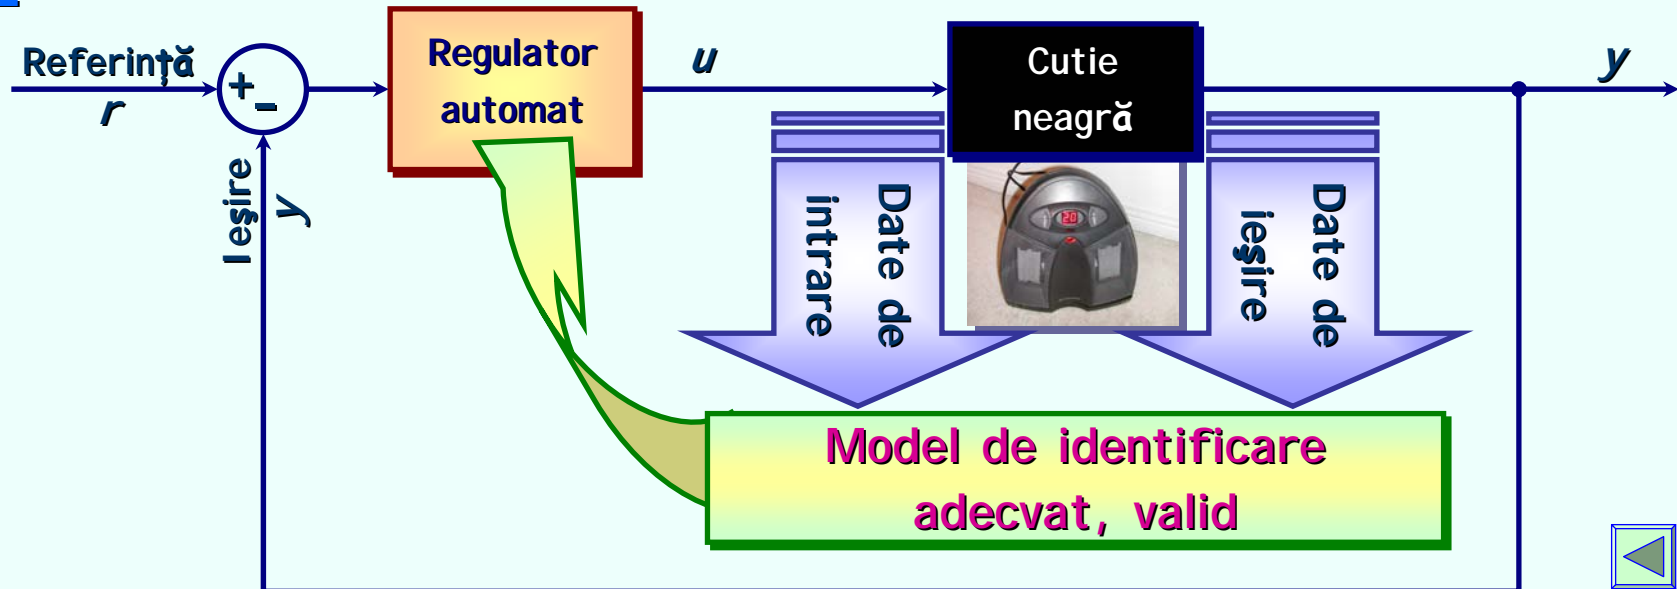 Referință
r
+
-
Regulator
automat
u
Cutie
neagră
y
Ieșire
y
Date de
intrare
20
Date de
ieșire
Model de identificare
adecvat, valid